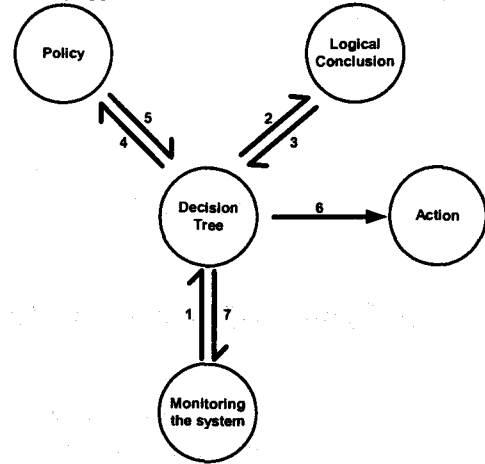 Policy
Logical
Conclusion
5
4
2
3
Decision
Tree
6
Action
1
7
Monitoring
the system